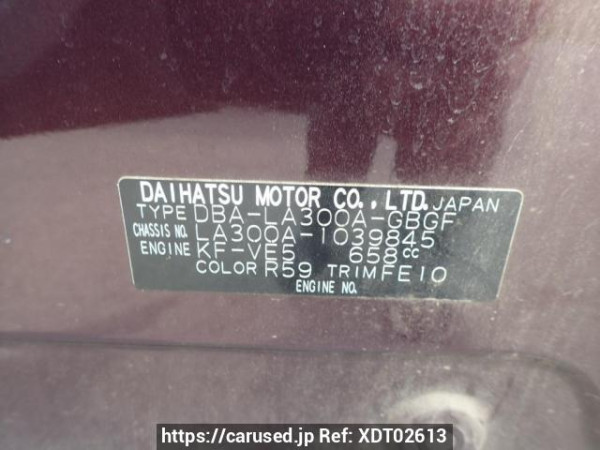 DAIHATSU MOTOR CO.,LTD. JAPAN
TYPE DBA-LA300A-GBGF
CHASSIS NO. LA300A-1039845
ENGINE KF-VE5 658cc
COLOR R59 TRIM FE10
ENGINE NO.
https://carused.jp Ref: XDT02613